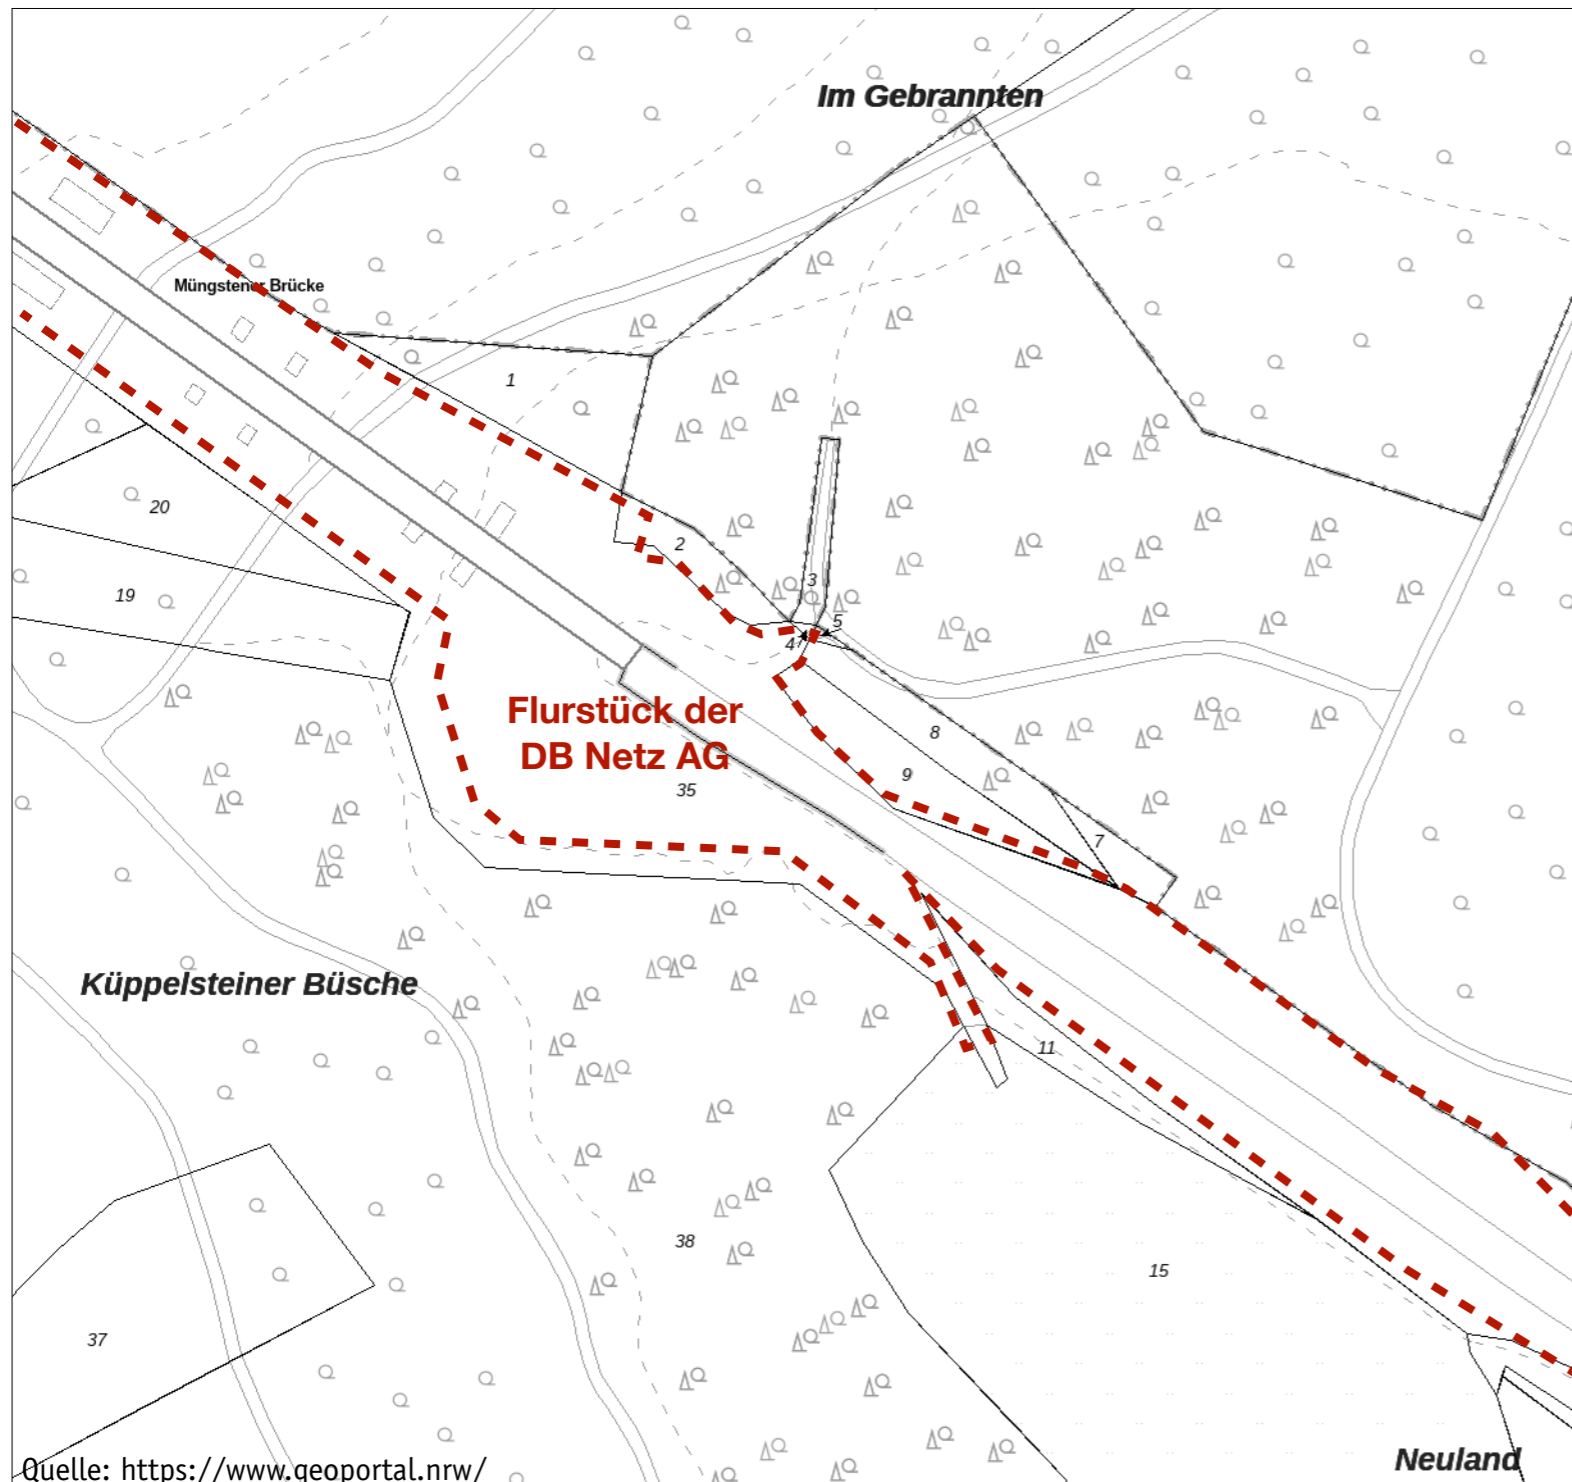 Im Gebrannten
Müngstener Brücke
1
20
2
3
19
5
4
Flurstück der
DB Netz AG
8
9
35
7
Küppelsteiner Büsche
11
38
15
37
Neuland
Quelle: https://www.geoportal.nrw/